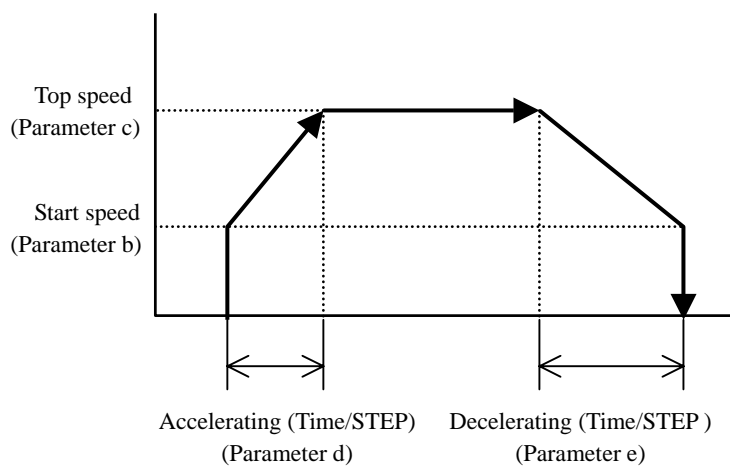 Top speed
(Parameter c)
Start speed
(Parameter b)
Accelerating (Time/STEP)
(Parameter d)
Decelerating (Time/STEP )
(Parameter e)